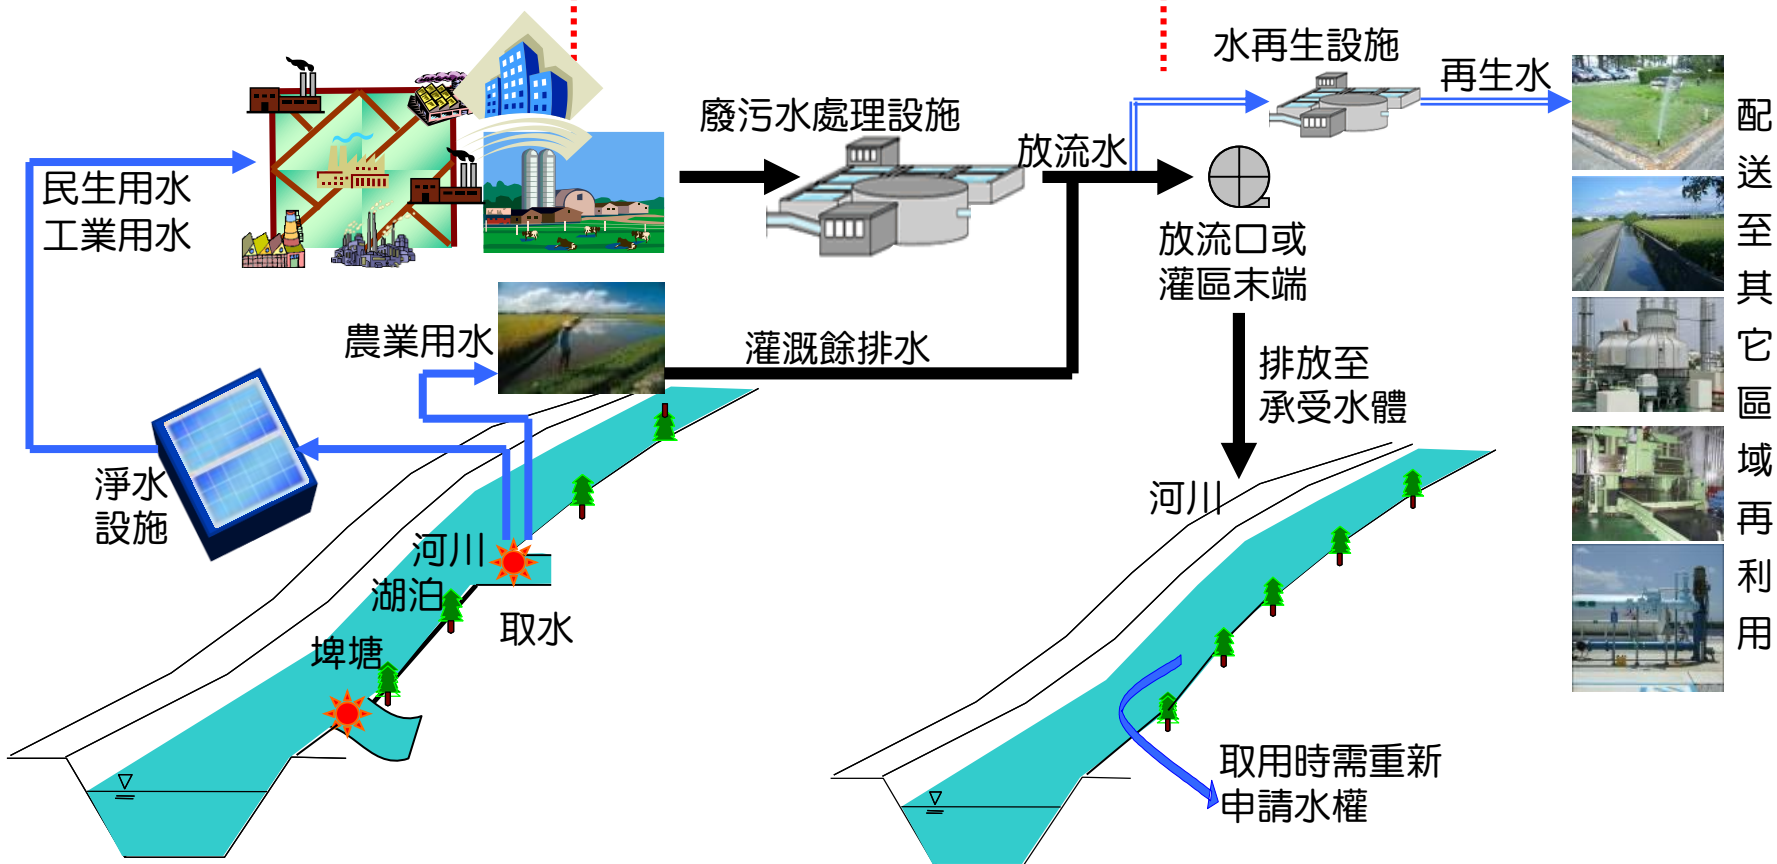 水再生設施
再生水
廢污水處理設施
放流水
民生用水
工業用水
放流口或
灌區末端
農業用水
灌溉餘排水
排放至
承受水體
淨水
設施
河川
湖泊
埤塘
取水
河川
取用時需重新
申請水權
配送至其它區域再利用